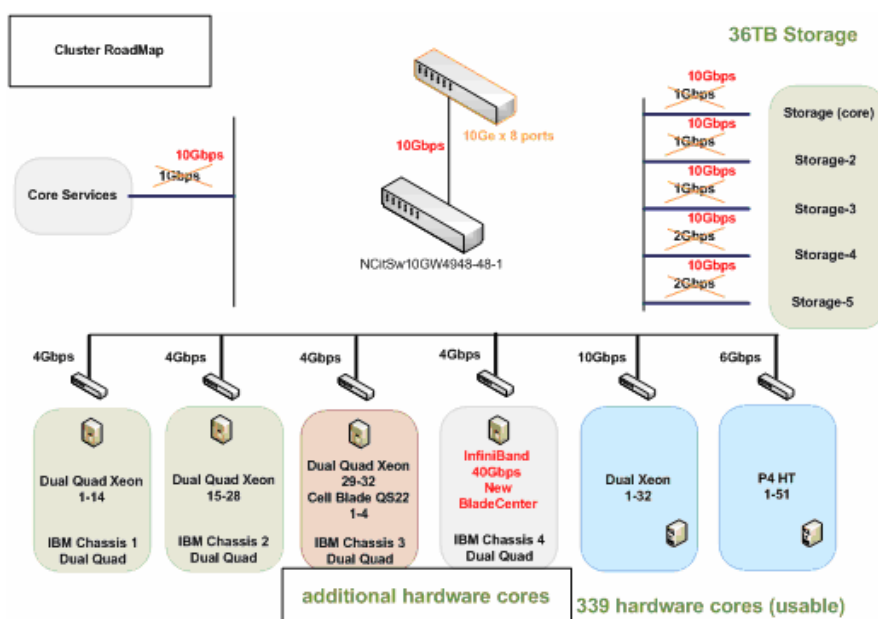 Cluster RoadMap
36TB Storage
10Gbps
1Gbps
Core Services
10Ge x 8 ports
10Gbps
NCitSw10GW4948-48-1
10Gbps
1Gbps
Storage (core)
10Gbps
1Gbps
Storage-2
10Gbps
1Gbps
Storage-3
10Gbps
2Gbps
Storage-4
10Gbps
2Gbps
Storage-5
4Gbps
4Gbps
4Gbps
4Gbps
10Gbps
6Gbps
Dual Quad Xeon
1-14
IBM Chassis 1
Dual Quad
Dual Quad Xeon
15-28
IBM Chassis 2
Dual Quad
Dual Quad Xeon
29-32
Cell Blade QS22
1-4
IBM Chassis 3
Dual Quad
InfiniBand
40Gbps
New
BladeCenter
IBM Chassis 4
Dual Quad
Dual Xeon
1-32
P4 HT
1-51
additional hardware cores
339 hardware cores (usable)